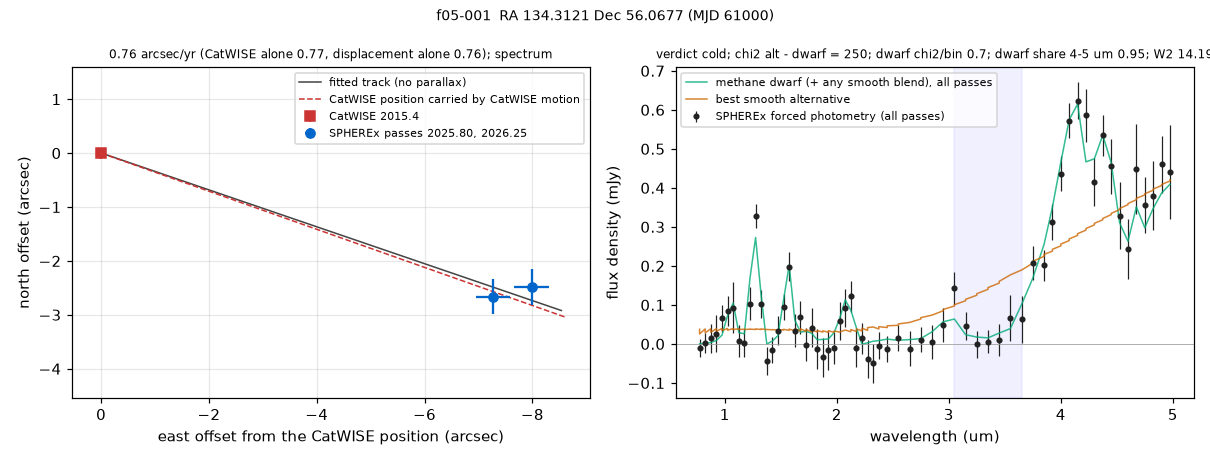 f05-001  RA 134.3121 Dec 56.0677 (MJD 61000)
0.76 arcsec/yr (CatWISE alone 0.77, displacement alone 0.76); spectrum
fitted track (no parallax)
CatWISE position carried by CatWISE motion
CatWISE 2015.4
SPHEREx passes 2025.80, 2026.25
1
0
−1
−2
−3
−4
north offset (arcsec)
0
−2
−4
−6
−8
east offset from the CatWISE position (arcsec)
verdict cold; chi2 alt - dwarf = 250; dwarf chi2/bin 0.7; dwarf share 4-5 um 0.95; W2 14.19
methane dwarf (+ any smooth blend), all passes
best smooth alternative
SPHEREx forced photometry (all passes)
0.7
0.6
0.5
0.4
0.3
0.2
0.1
0.0
−0.1
flux density (mJy)
1
2
3
4
5
wavelength (um)